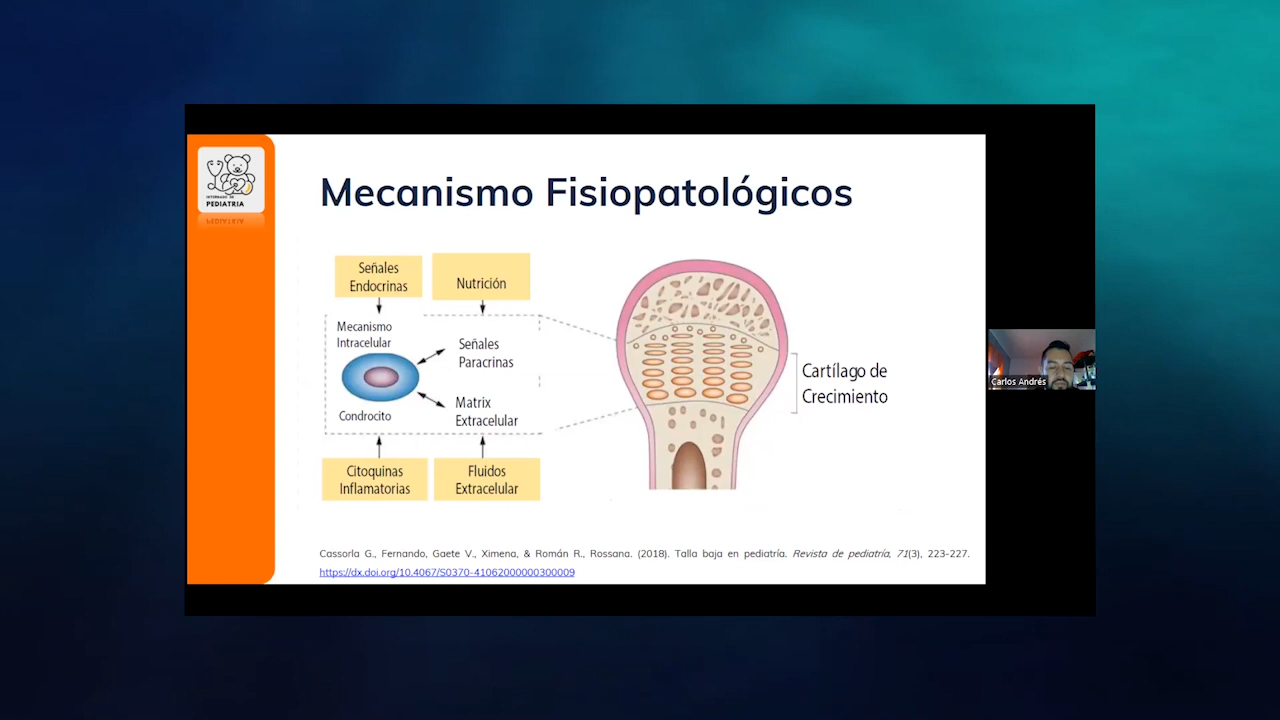 INTERNADO DE
PEDIATRIA
Mecanismo Fisiopatológicos
Señales
Endocrinas
Nutrición
Mecanismo
Intracelular
Señales
Paracrinas
Condrocito
Matrix
Extracelular
Citoquinas
Inflamatorias
Fluidos
Extracelular
Cartílago de
Crecimiento
Carlos Andrés
Cassorla G., Fernando, Gaete V., Ximena, & Román R., Rossana. (2018). Talla baja en pediatría. Revista de pediatría, 71(3), 223-227.
https://dx.doi.org/10.4067/S0370-41062000000300009